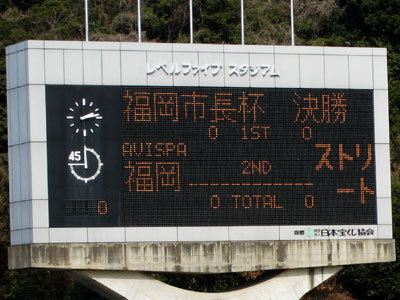 レベルファイブ スタジアム
福岡市長杯 決勝
0 1ST 0
45
AVISPA
福岡
2ND
ストリート
0 TOTAL 0
0
日本宝くじ協会